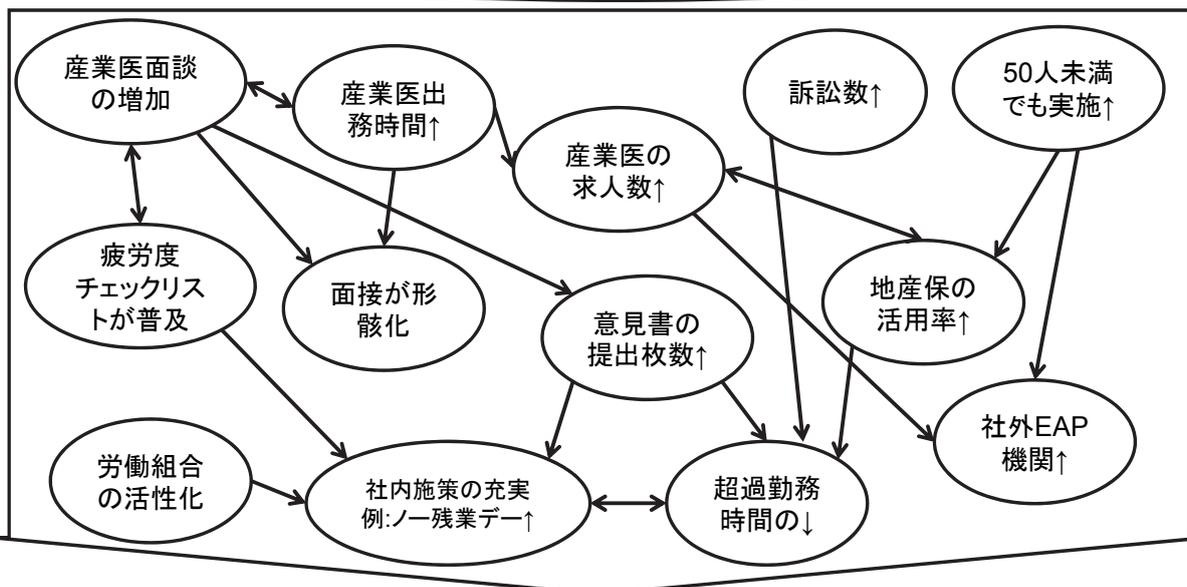 産業医面談
の増加
産業医出
務時間↑
産業医の
求人数↑
訴訟数↑
50人未満
でも実施↑
疲労度
チェックリス
トが普及
面接が形
骸化
意見書の
提出枚数↑
地産保の
活用率↑
労働組合
の活性化
社内施策の充実
例:ノー残業デー↑
超過勤務
時間の↓
社外EAP
機関↑